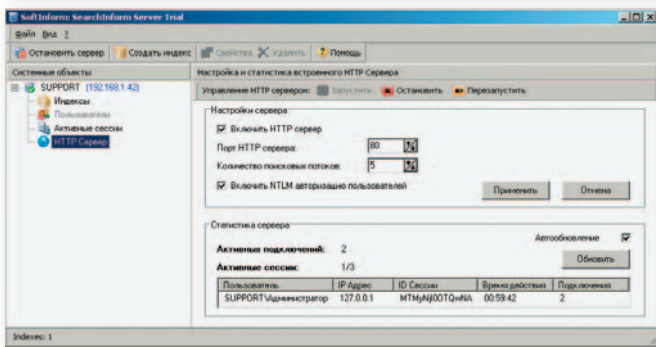 SoftInform: SearchInform Server Trial
Файл Вид ?
Остановить сервер Создать индекс Свойства Удалить Помощь
Системные объекты
Настройка и статистика встроенного HTTP Сервера
SUPPORT (192.168.1.42)
Индексы
Пользователи
Активные сессии
HTTP Сервер
Управление HTTP сервером: Запустить Остановить Перезапустить
Настройки сервера
Включить HTTP сервер
Порт HTTP сервера: 80
Количество поисковых потоков: 5
Включить NTLM авторизацию пользователей
Применить Отмена
Статистика сервера
Автообновление
Активных подключений: 2
Обновить
Активные сессии: 1/3
Пользователь IP Адрес ID Сессии Время действия Подключения
SUPPORT\Администратор 127.0.0.1 00:59:42 2
Indexes: 1